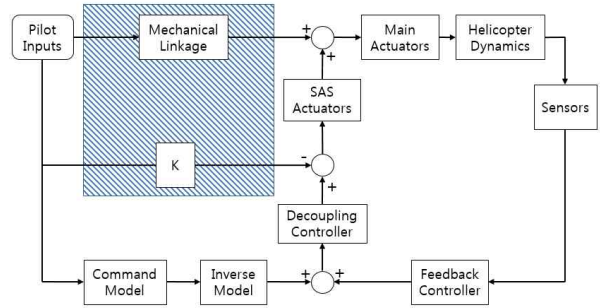 Pilot
Inputs
Mechanical
Linkage
+
+
Main
Actuators
Helicopter
Dynamics
SAS
Actuators
Sensors
K
-
+
Decoupling
Controller
Command
Model
Inverse
Model
+
+
Feedback
Controller